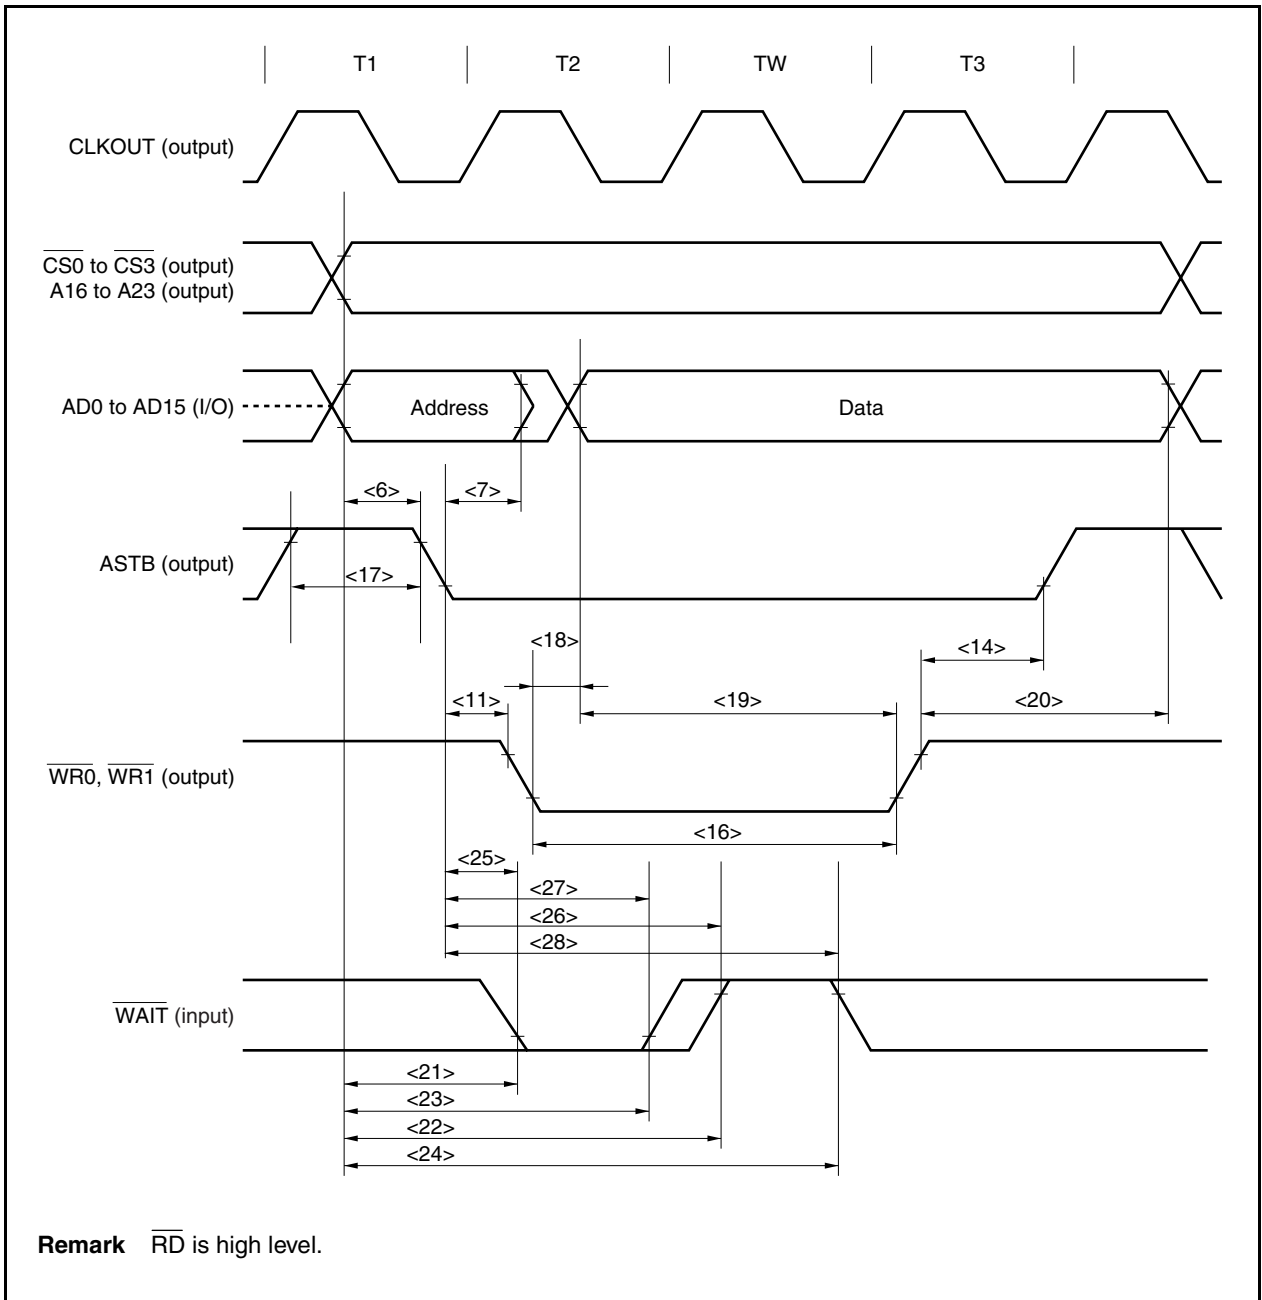 T1 T2 TW T3
CLKOUT (output)
CS0 to CS3 (output)
A16 to A23 (output)
AD0 to AD15 (I/O)
Address
Data
<6> <7>
ASTB (output)
<17>
<18>
<14>
<11>
<19>
<20>
WR0, WR1 (output)
<16>
<25>
<27>
<26>
<28>
WAIT (input)
<21>
<23>
<22>
<24>
Remark RD is high level.